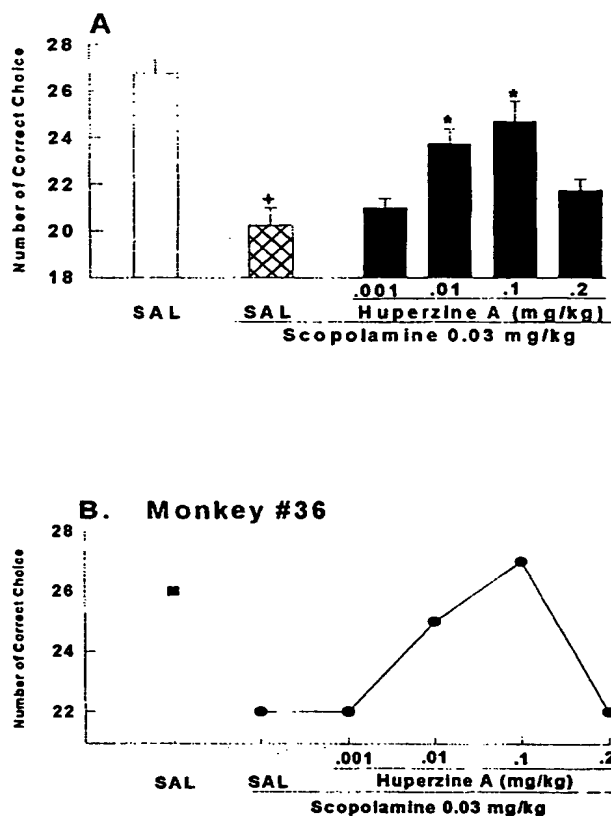 A
Number of Correct Choice
28
26
24
22
20
18
+
*
*
.001 .01 .1 .2
SAL SAL Huperzine A (mg/kg)
Scopolamine 0.03 mg/kg
B. Monkey #36
Number of Correct Choice
28
26
24
22
.001 .01 .1 .2
SAL SAL Huperzine A (mg/kg)
Scopolamine 0.03 mg/kg